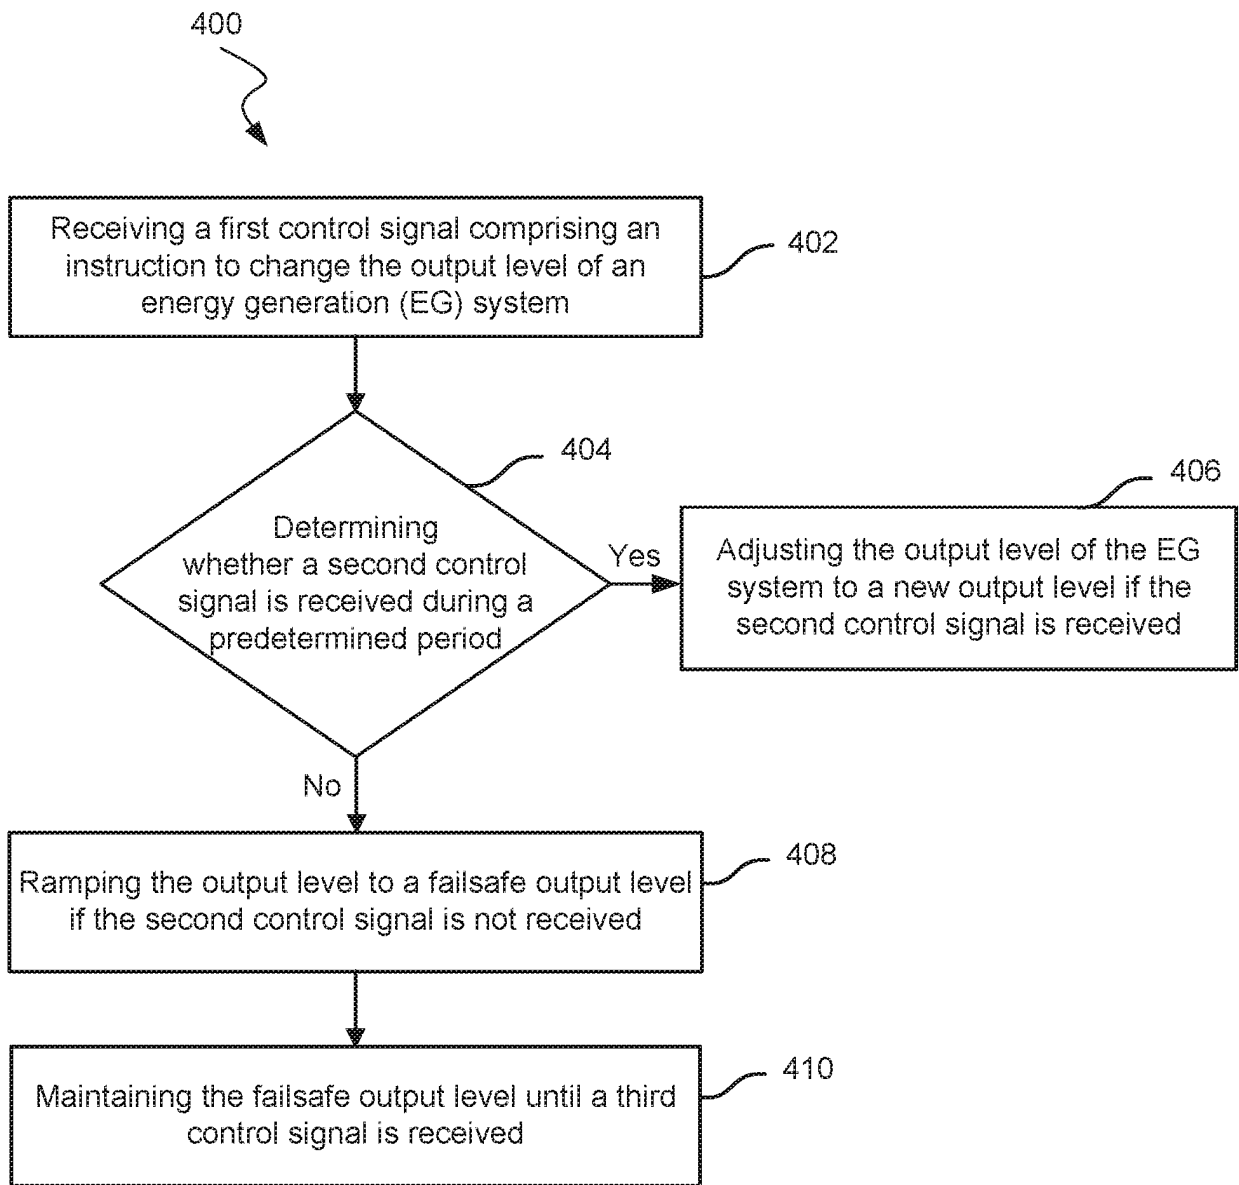 400
Receiving a first control signal comprising an
instruction to change the output level of an
energy generation (EG) system
402
404
Determining
whether a second control
signal is received during a
predetermined period
Yes
406
Adjusting the output level of the EG
system to a new output level if the
second control signal is received
No
Ramping the output level to a failsafe output level
if the second control signal is not received
408
Maintaining the failsafe output level until a third
control signal is received
410